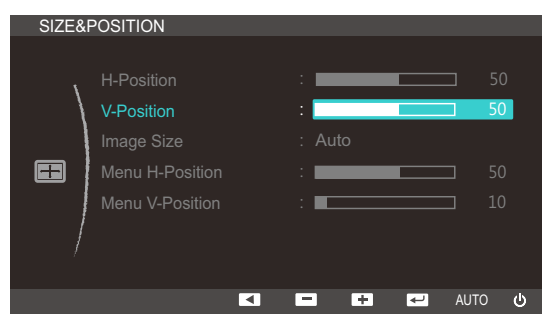 SIZE&POSITION
H-Position : 50
V-Position : 50
Image Size : Auto
Menu H-Position : 50
Menu V-Position : 10
AUTO